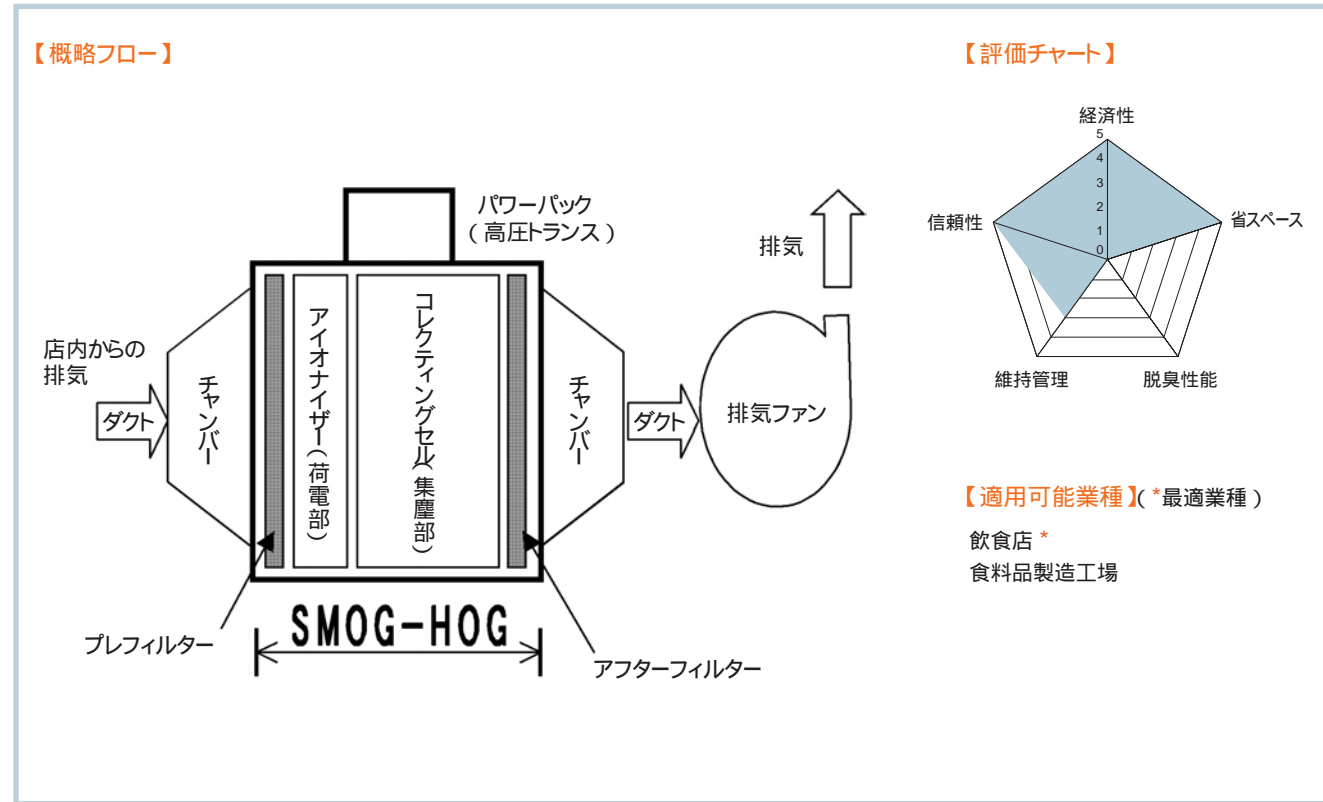 【概略フロー】
パワーパック
(高圧トランス)
排気
店内からの
排気
ダクト
チャンバー
アイオナイザー(荷電部)
コレクティングセル(集塵部)
チャンバー
ダクト
排気ファン
プレフィルター
SMOG-HOG
アフターフィルター
【評価チャート】
経済性
5
4
3
2
1
0
信頼性
省スペース
維持管理
脱臭性能
【適用可能業種】(*最適業種)
飲食店*
食料品製造工場